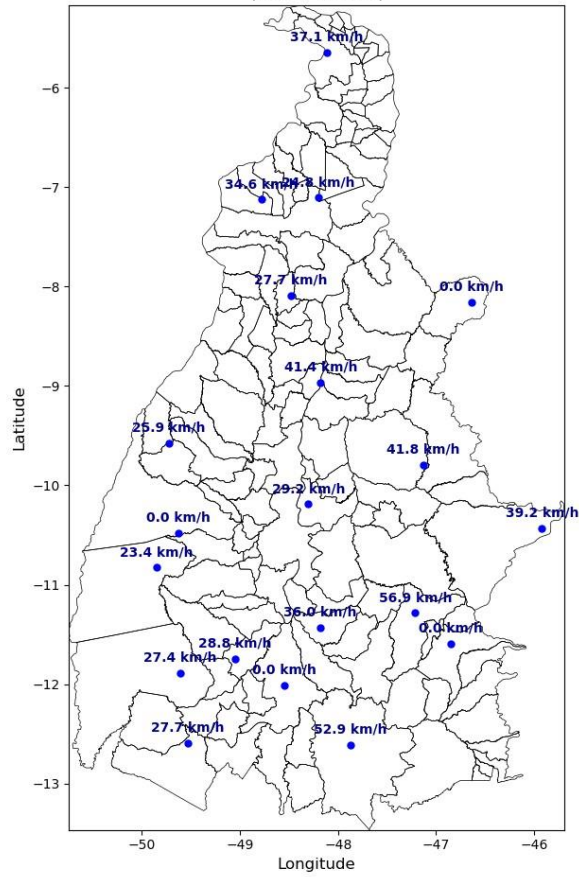 37.1 km/h
−6
34.6 km/h 24.8 km/h
−7
27.7 km/h
0.0 km/h
−8
41.4 km/h
−9
25.9 km/h
41.8 km/h
Latitude
−10
29.2 km/h
39.2 km/h
0.0 km/h
23.4 km/h
−11
56.9 km/h
36.0 km/h
0.0 km/h
28.8 km/h
27.4 km/h
0.0 km/h
−12
27.7 km/h
52.9 km/h
−13
−50 −49 −48 −47 −46
Longitude